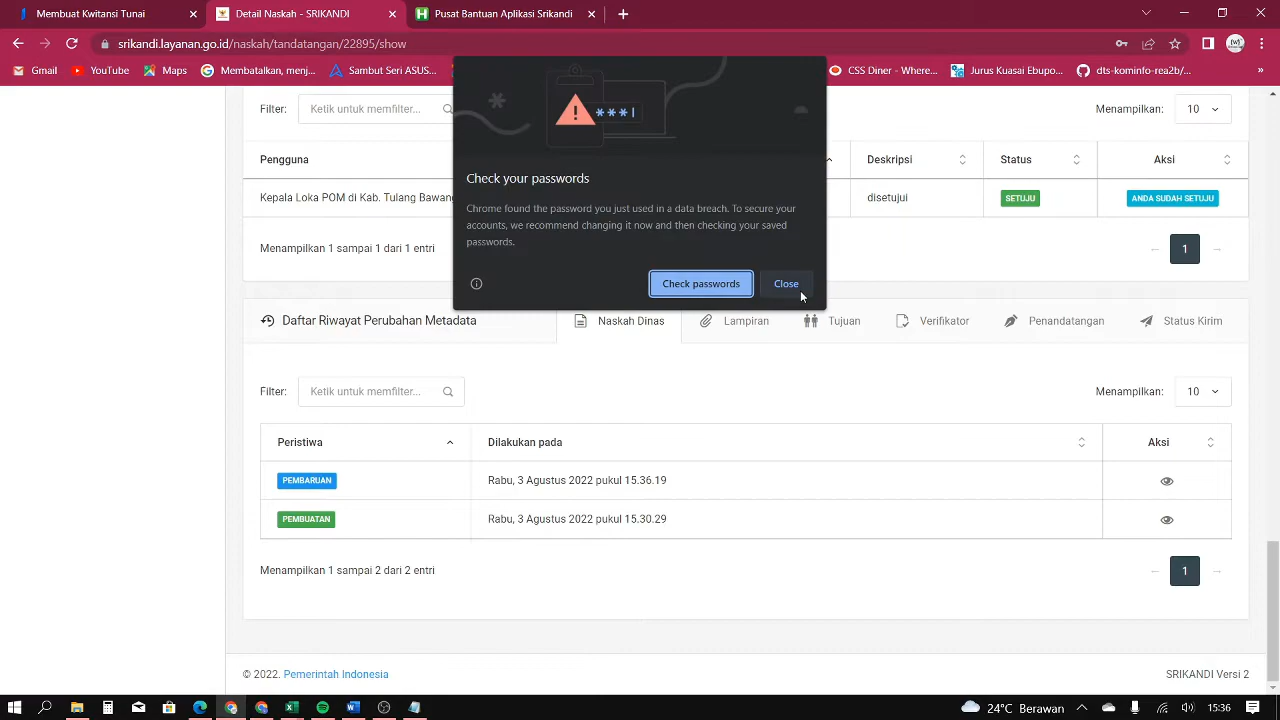 Membuat Kwitansi Tunai
Detail Naskah - SRIKANDI
Pusat Bantuan Aplikasi Srikandi
srikandi.layanan.go.id/naskah/tandatangan/22895/show
Gmail
YouTube
Maps
Membatalkan, menj...
Sambut Seri ASUS...
CSS Diner - Where...
Jurus Kuasai Ebupo...
dts-kominfo-rea2b/...
Filter:
Ketik untuk memfilter...
Menampilkan:
10
Pengguna
Deskripsi
Status
Aksi
Kepala Loka POM di Kab. Tulang Bawang
disetujui
SETUJU
ANDA SUDAH SETUJU
Menampilkan 1 sampai 1 dari 1 entri
1
* * *
Check your passwords
Chrome found the password you just used in a data breach. To secure your
accounts, we recommend changing it now and then checking your saved
passwords.
Check passwords
Close
Daftar Riwayat Perubahan Metadata
Naskah Dinas
Lampiran
Tujuan
Verifikator
Penandatangan
Status Kirim
Filter:
Ketik untuk memfilter...
Menampilkan:
10
Peristiwa
Dilakukan pada
Aksi
PEMBARUAN
Rabu, 3 Agustus 2022 pukul 15.36.19
PEMBUATAN
Rabu, 3 Agustus 2022 pukul 15.30.29
Menampilkan 1 sampai 2 dari 2 entri
1
© 2022. Pemerintah Indonesia
SRIKANDI Versi 2
24°C Berawan
15:36